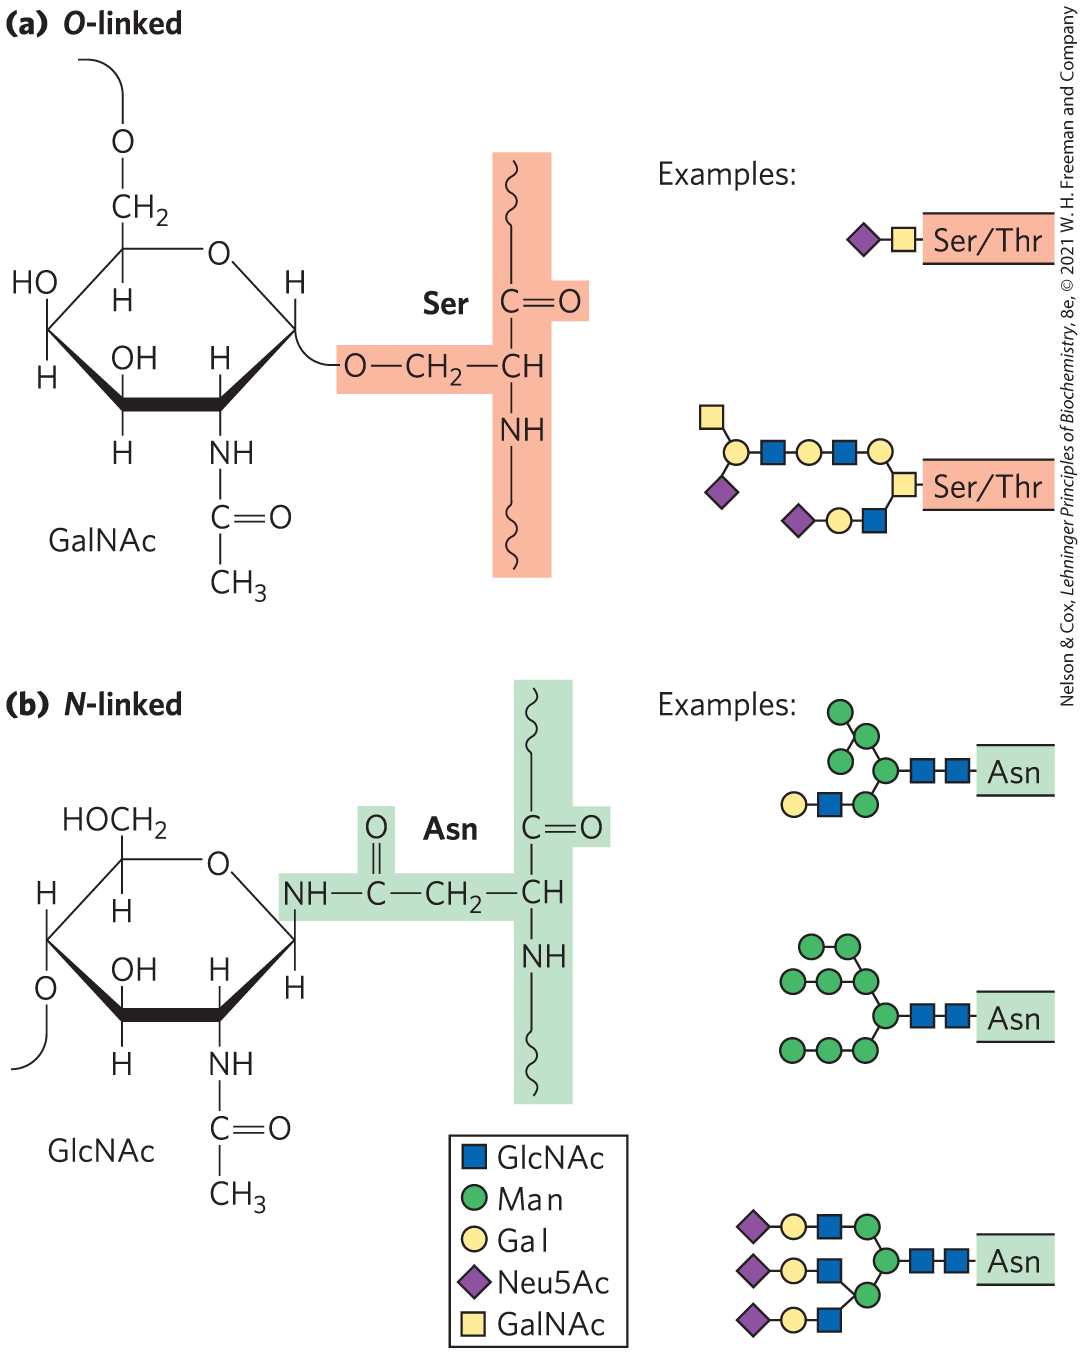 (a) O-linked
O
CH2
O
HO
H
H
H
OH
H
H
NH
C=O
CH3
GalNAc
Ser
C=O
O—CH2—CH
NH
Examples:
Ser/Thr
Ser/Thr
(b) N-linked
HOCH2
O
H
H
OH
H
H
O
H
NH
C=O
CH3
GlcNAc
O
Asn
C=O
NH—C—CH2—CH
NH
Examples:
Asn
Asn
Asn
GlcNAc
Man
Gal
Neu5Ac
GalNAc
Nelson & Cox, Lehninger Principles of Biochemistry, 8e, © 2021 W. H. Freeman and Company